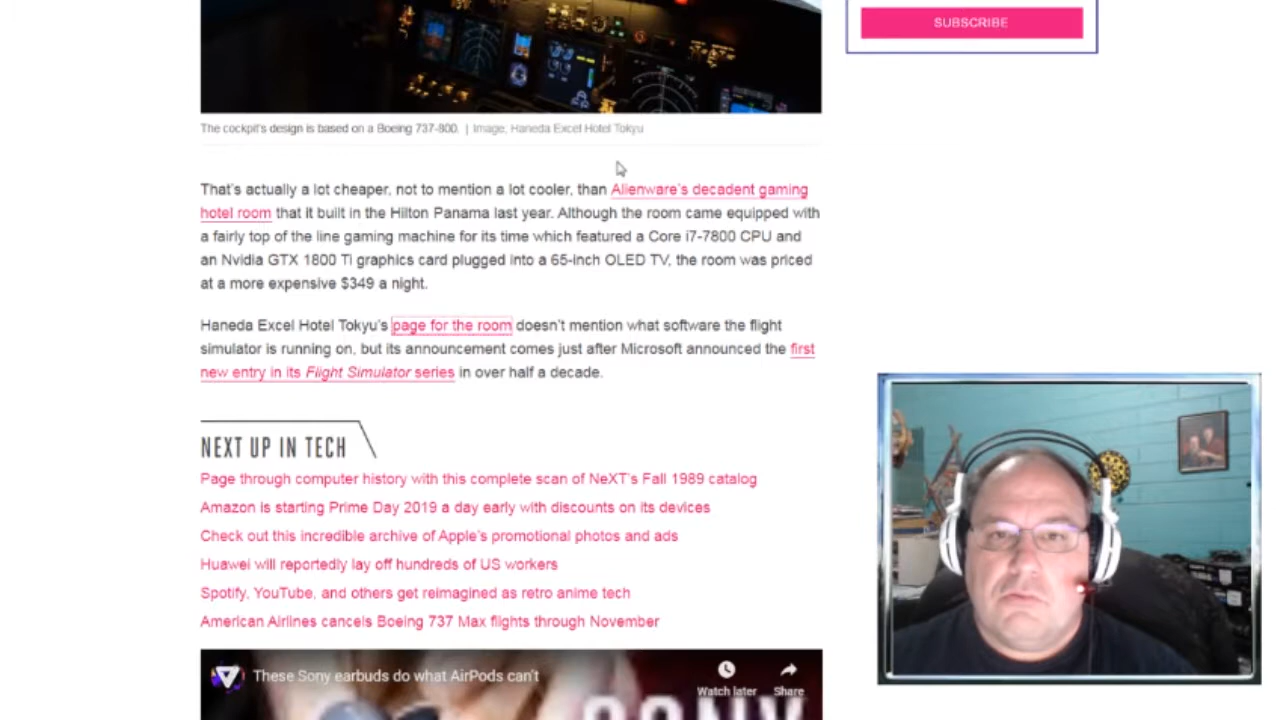 SUBSCRIBE
The cockpit's design is based on a Boeing 737-800. | Image: Haneda Excel Hotel Tokyu
That's actually a lot cheaper, not to mention a lot cooler, than Alienware's decadent gaming
hotel room that it built in the Hilton Panama last year. Although the room came equipped with
a fairly top of the line gaming machine for its time which featured a Core i7-7800 CPU and
an Nvidia GTX 1800 Ti graphics card plugged into a 65-inch OLED TV, the room was priced
at a more expensive $349 a night.
Haneda Excel Hotel Tokyu's page for the room doesn't mention what software the flight
simulator is running on, but its announcement comes just after Microsoft announced the first
new entry in its Flight Simulator series in over half a decade.
NEXT UP IN TECH
Page through computer history with this complete scan of NeXT's Fall 1989 catalog
Amazon is starting Prime Day 2019 a day early with discounts on its devices
Check out this incredible archive of Apple's promotional photos and ads
Huawei will reportedly lay off hundreds of US workers
Spotify, YouTube, and others get reimagined as retro anime tech
American Airlines cancels Boeing 737 Max flights through November
These Sony earbuds do what AirPods can't
Watch later
Share
SONY